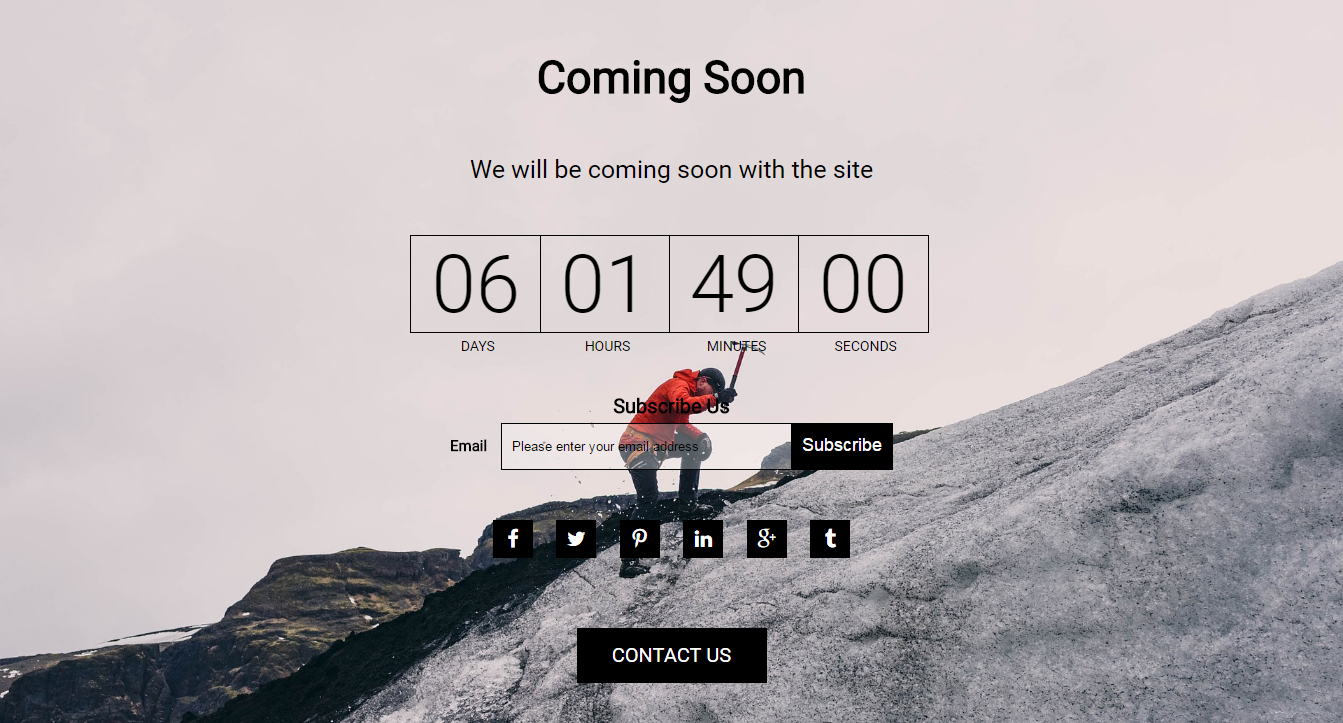 Coming Soon
We will be coming soon with the site
06 01 49 00
DAYS HOURS MINUTES SECONDS
Subscribe Us
Email Please enter your email address Subscribe
f in g+ t
CONTACT US